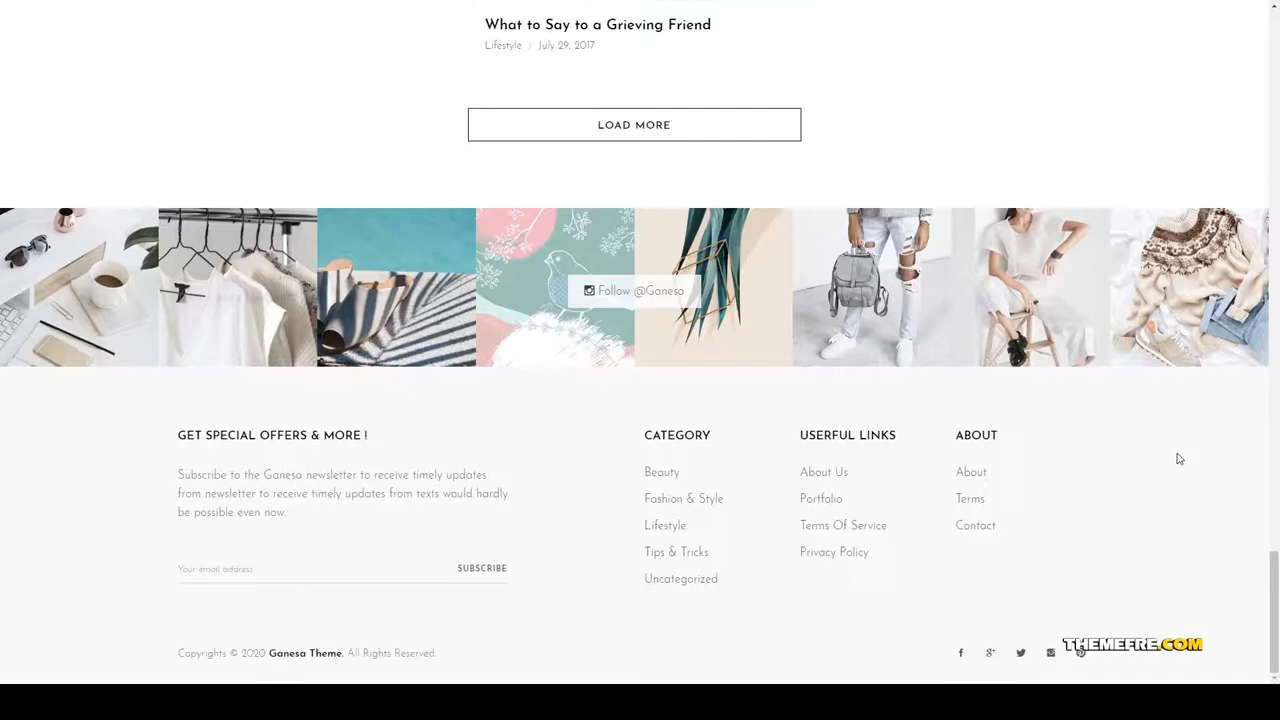 What to Say to a Grieving Friend
Lifestyle / July 29, 2017
LOAD MORE
Follow @Ganesa
GET SPECIAL OFFERS & MORE !
Subscribe to the Ganesa newsletter to receive timely updates
from newsletter to receive timely updates from texts would hardly
be possible even now.
Your email address
SUBSCRIBE
CATEGORY
Beauty
Fashion & Style
Lifestyle
Tips & Tricks
Uncategorized
USERFUL LINKS
About Us
Portfolio
Terms Of Service
Privacy Policy
ABOUT
About
Terms
Contact
Copyrights © 2020 Ganesa Theme. All Rights Reserved.
THEMEFRE.COM